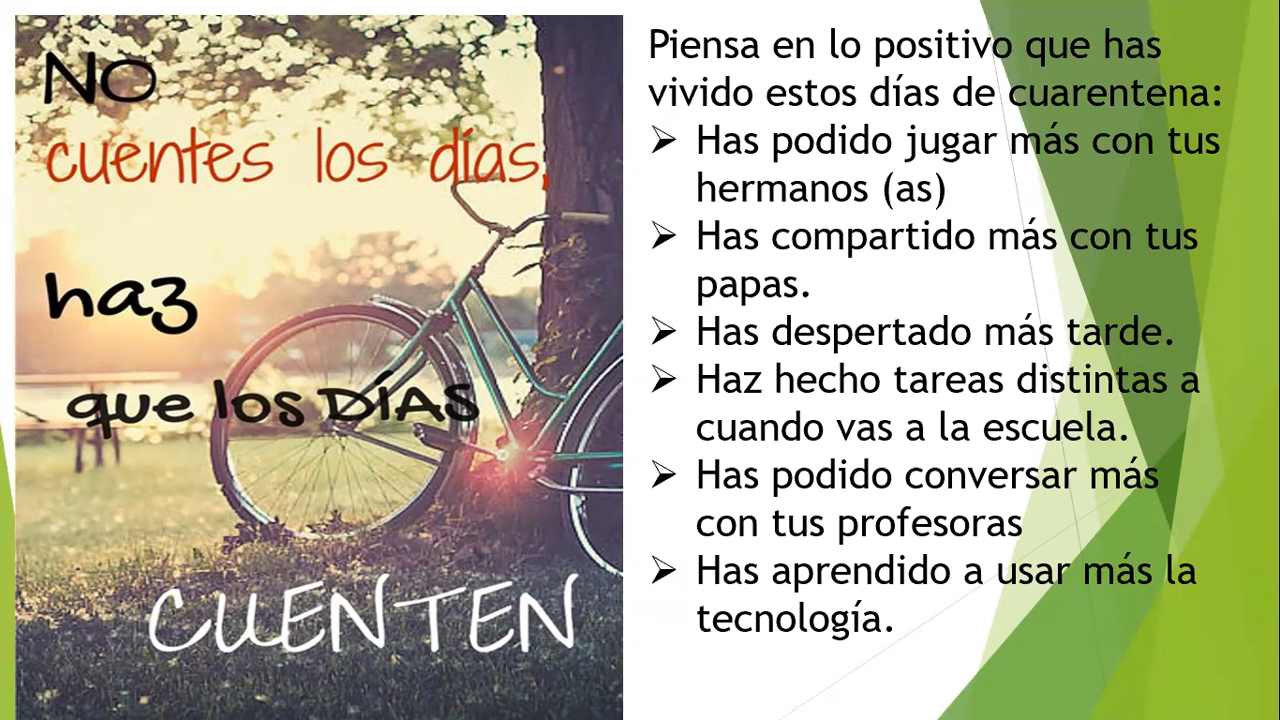 NO
cuentes los días,
haz
que los DÍAS
CUENTEN
Piensa en lo positivo que has
vivido estos días de cuarentena:
➢ Has podido jugar más con tus
hermanos (as)
➢ Has compartido más con tus
papas.
➢ Has despertado más tarde.
➢ Haz hecho tareas distintas a
cuando vas a la escuela.
➢ Has podido conversar más
con tus profesoras
➢ Has aprendido a usar más la
tecnología.